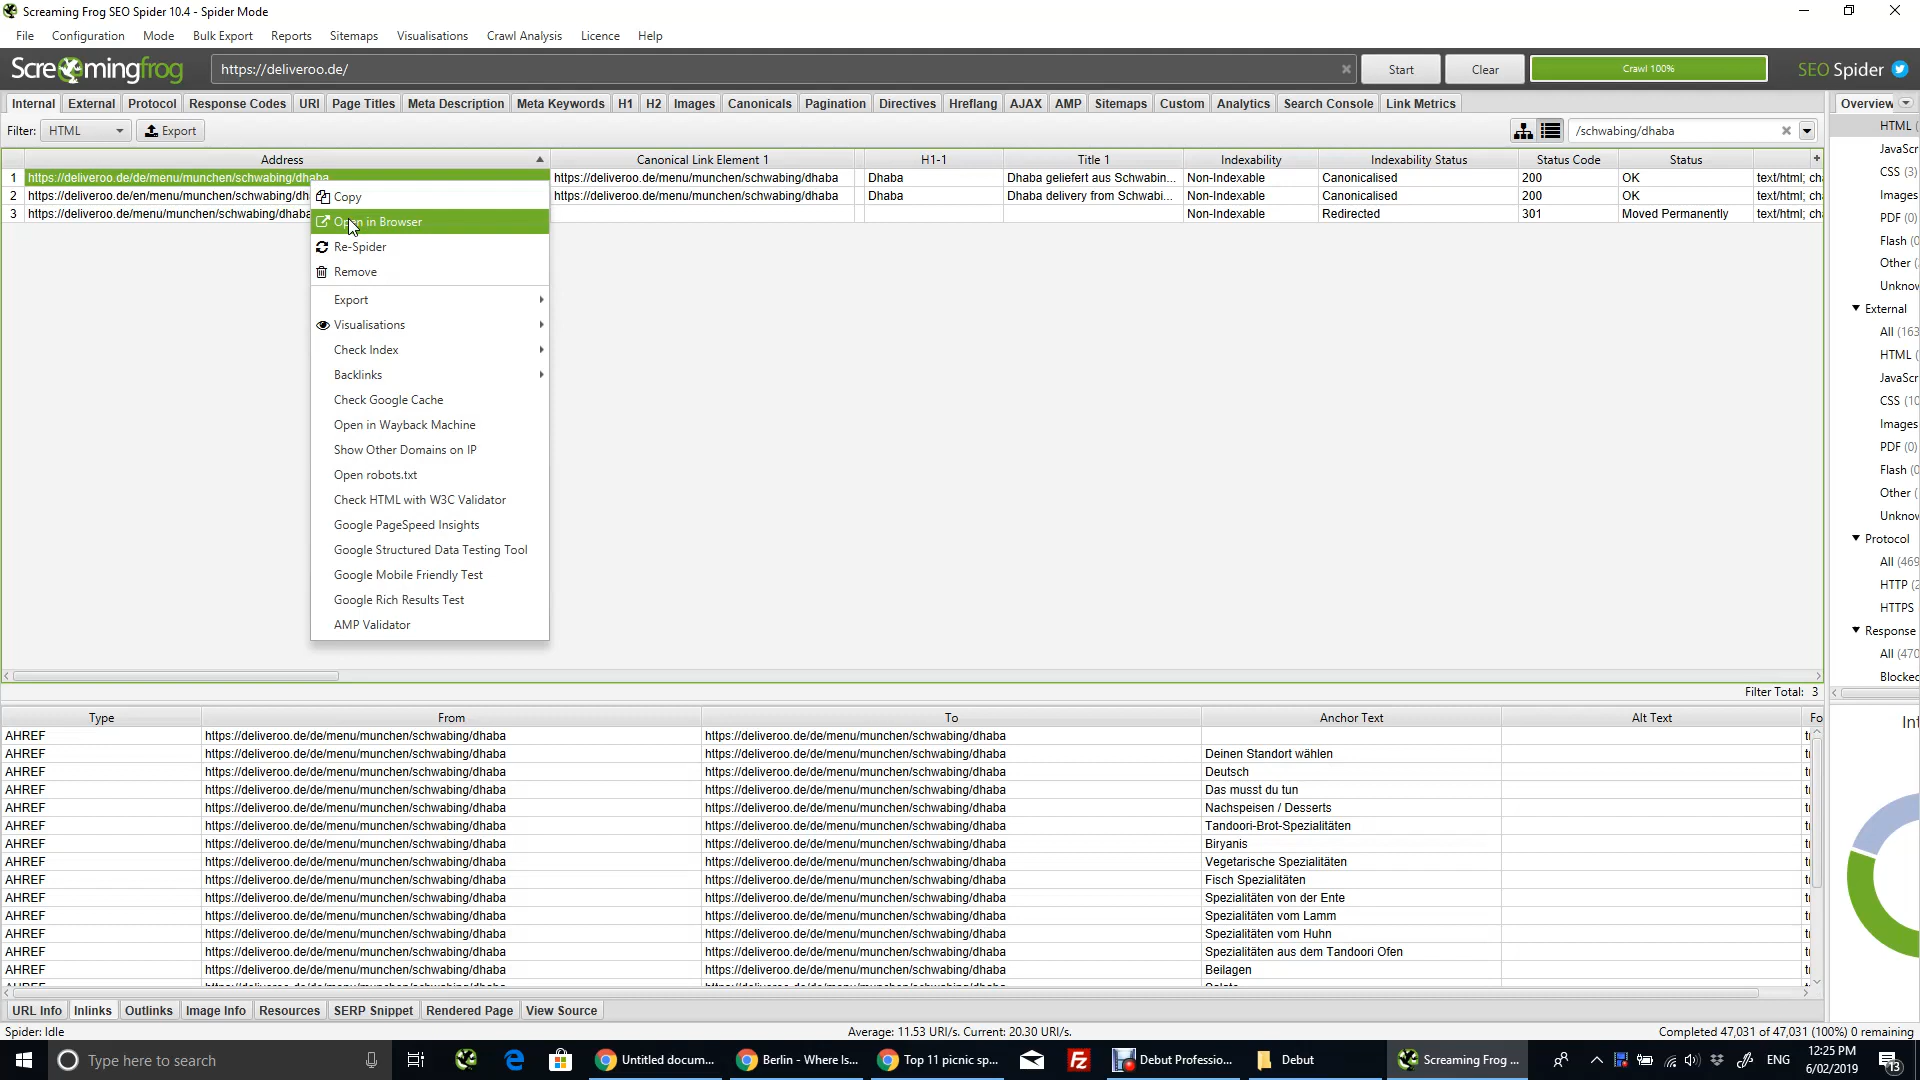 Screaming Frog SEO Spider 10.4 - Spider Mode
File Configuration Mode Bulk Export Reports Sitemaps Visualisations Crawl Analysis Licence Help
Screamingfrog https://deliveroo.de/ Start Clear Crawl 100% SEO Spider
Internal External Protocol Response Codes URI Page Titles Meta Description Meta Keywords H1 H2 Images Canonicals Pagination Directives Hreflang AJAX AMP Sitemaps Custom Analytics Search Console Link Metrics Overview
Filter: HTML Export /schwabing/dhaba
Address Canonical Link Element 1 H1-1 Title 1 Indexability Indexability Status Status Code Status
1 https://deliveroo.de/de/menu/munchen/schwabing/dhaba https://deliveroo.de/menu/munchen/schwabing/dhaba Dhaba Dhaba geliefert aus Schwabin... Non-Indexable Canonicalised 200 OK text/html; ch
2 https://deliveroo.de/en/menu/munchen/schwabing/dh https://deliveroo.de/menu/munchen/schwabing/dhaba Dhaba Dhaba delivery from Schwabi... Non-Indexable Canonicalised 200 OK text/html; ch
3 https://deliveroo.de/menu/munchen/schwabing/dhaba Non-Indexable Redirected 301 Moved Permanently text/html; ch
Copy
Open in Browser
Re-Spider
Remove
Export
Visualisations
Check Index
Backlinks
Check Google Cache
Open in Wayback Machine
Show Other Domains on IP
Open robots.txt
Check HTML with W3C Validator
Google PageSpeed Insights
Google Structured Data Testing Tool
Google Mobile Friendly Test
Google Rich Results Test
AMP Validator
HTML (
JavaScr
CSS (3)
Images
PDF (0)
Flash (0
Other (
Unknow
External
All (163
HTML (
JavaScr
CSS (10
Images
PDF (0)
Flash (0
Other (
Unknow
Protocol
All (469
HTTP (2
HTTPS
Response
All (470
Blocked
Filter Total: 3
Type From To Anchor Text Alt Text Fo
AHREF https://deliveroo.de/de/menu/munchen/schwabing/dhaba https://deliveroo.de/de/menu/munchen/schwabing/dhaba
AHREF https://deliveroo.de/de/menu/munchen/schwabing/dhaba https://deliveroo.de/de/menu/munchen/schwabing/dhaba Deinen Standort wählen
AHREF https://deliveroo.de/de/menu/munchen/schwabing/dhaba https://deliveroo.de/de/menu/munchen/schwabing/dhaba Deutsch
AHREF https://deliveroo.de/de/menu/munchen/schwabing/dhaba https://deliveroo.de/de/menu/munchen/schwabing/dhaba Das musst du tun
AHREF https://deliveroo.de/de/menu/munchen/schwabing/dhaba https://deliveroo.de/de/menu/munchen/schwabing/dhaba Nachspeisen / Desserts
AHREF https://deliveroo.de/de/menu/munchen/schwabing/dhaba https://deliveroo.de/de/menu/munchen/schwabing/dhaba Tandoori-Brot-Spezialitäten
AHREF https://deliveroo.de/de/menu/munchen/schwabing/dhaba https://deliveroo.de/de/menu/munchen/schwabing/dhaba Biryanis
AHREF https://deliveroo.de/de/menu/munchen/schwabing/dhaba https://deliveroo.de/de/menu/munchen/schwabing/dhaba Vegetarische Spezialitäten
AHREF https://deliveroo.de/de/menu/munchen/schwabing/dhaba https://deliveroo.de/de/menu/munchen/schwabing/dhaba Fisch Spezialitäten
AHREF https://deliveroo.de/de/menu/munchen/schwabing/dhaba https://deliveroo.de/de/menu/munchen/schwabing/dhaba Spezialitäten von der Ente
AHREF https://deliveroo.de/de/menu/munchen/schwabing/dhaba https://deliveroo.de/de/menu/munchen/schwabing/dhaba Spezialitäten vom Lamm
AHREF https://deliveroo.de/de/menu/munchen/schwabing/dhaba https://deliveroo.de/de/menu/munchen/schwabing/dhaba Spezialitäten vom Huhn
AHREF https://deliveroo.de/de/menu/munchen/schwabing/dhaba https://deliveroo.de/de/menu/munchen/schwabing/dhaba Spezialitäten aus dem Tandoori Ofen
AHREF https://deliveroo.de/de/menu/munchen/schwabing/dhaba https://deliveroo.de/de/menu/munchen/schwabing/dhaba Beilagen
URL Info Inlinks Outlinks Image Info Resources SERP Snippet Rendered Page View Source
Spider: Idle Average: 11.53 URI/s. Current: 20.30 URI/s. Completed 47,031 of 47,031 (100%) 0 remaining
Type here to search Untitled docum... Berlin - Where Is... Top 11 picnic sp... Debut Professio... Debut Screaming Frog ... ENG 12:25 PM
6/02/2019 13